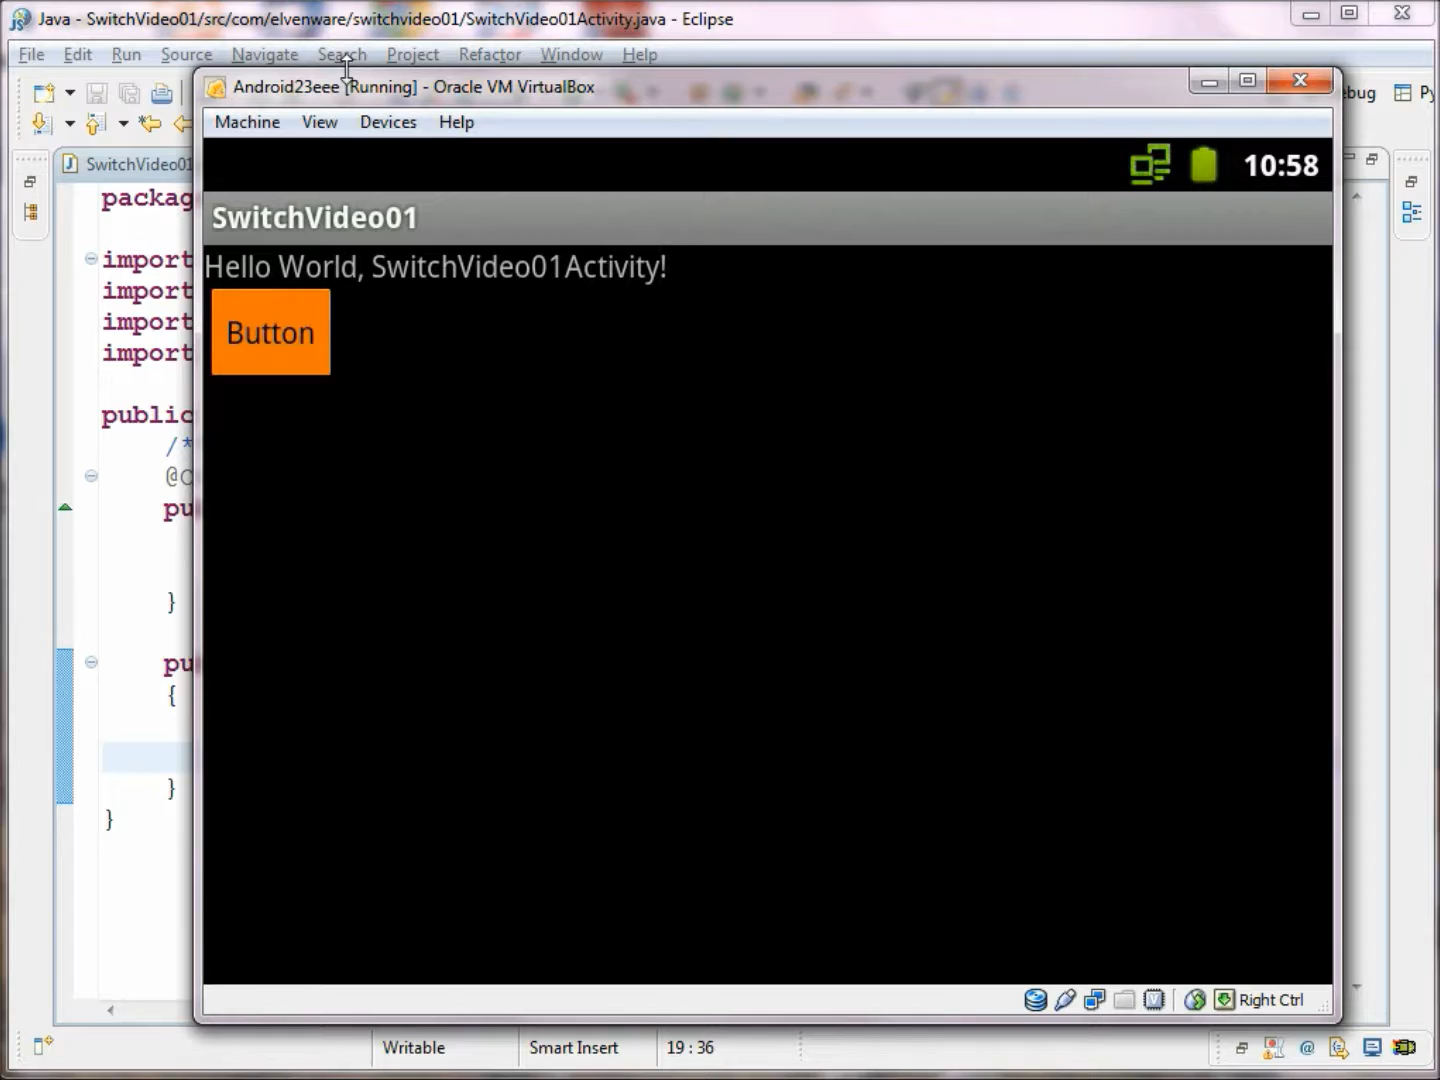 Java - SwitchVideo01/src/com/elvenware/switchvideo01/SwitchVideo01Activity.java - Eclipse
File Edit Run Source Navigate Search Project Refactor Window Help
Android23eee [Running] - Oracle VM VirtualBox
Machine View Devices Help
10:58
SwitchVideo01
SwitchVideo01
Hello World, SwitchVideo01Activity!
Button
packag
import
import
import
import
public
/*
pu
}
pu
{
}
}
Right Ctrl
Writable Smart Insert 19 : 36